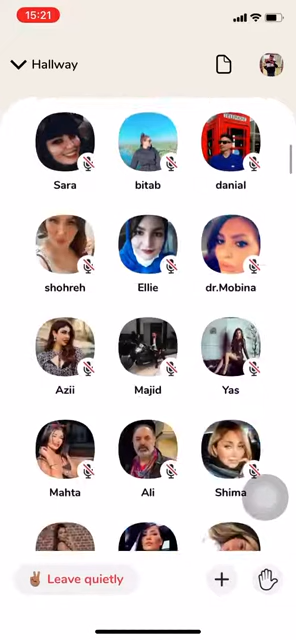 15:21
Hallway
Sara
bitab
danial
shohreh
Ellie
dr.Mobina
Azii
Majid
Yas
Mahta
Ali
Shima
Leave quietly